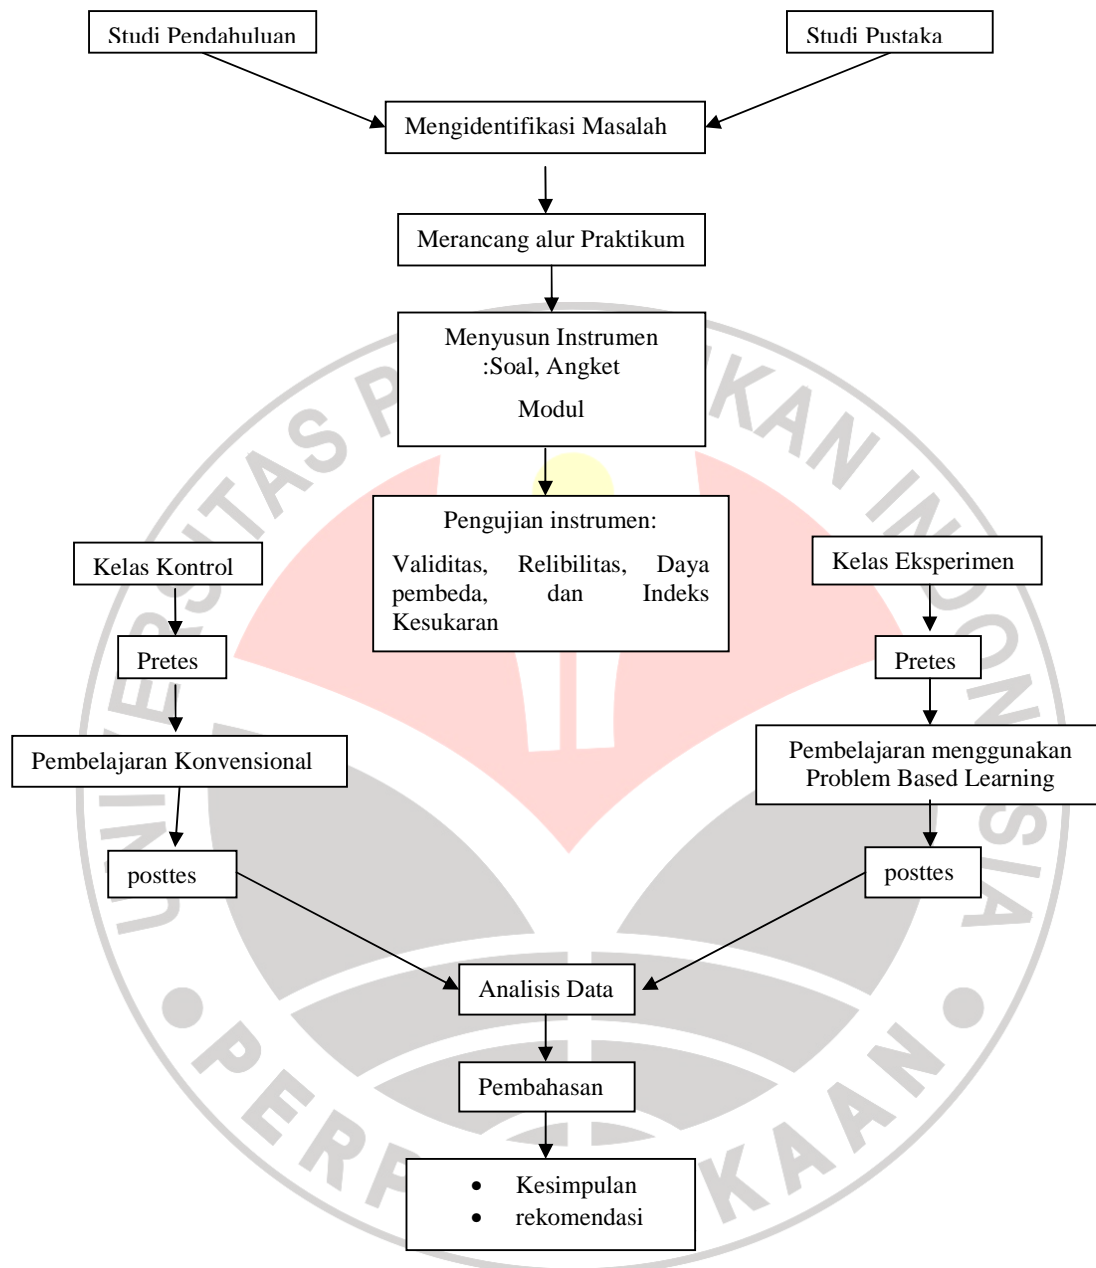 Studi Pendahuluan
Studi Pustaka
Mengidentifikasi Masalah
Merancang alur Praktikum
Menyusun Instrumen
:Soal, Angket
Modul
Pengujian instrumen:
Validitas, Relibilitas, Daya
pembeda, dan Indeks
Kesukaran
Kelas Kontrol
Kelas Eksperimen
Pretes
Pretes
Pembelajaran Konvensional
Pembelajaran menggunakan
Problem Based Learning
posttes
posttes
Analisis Data
Pembahasan
• Kesimpulan
• rekomendasi